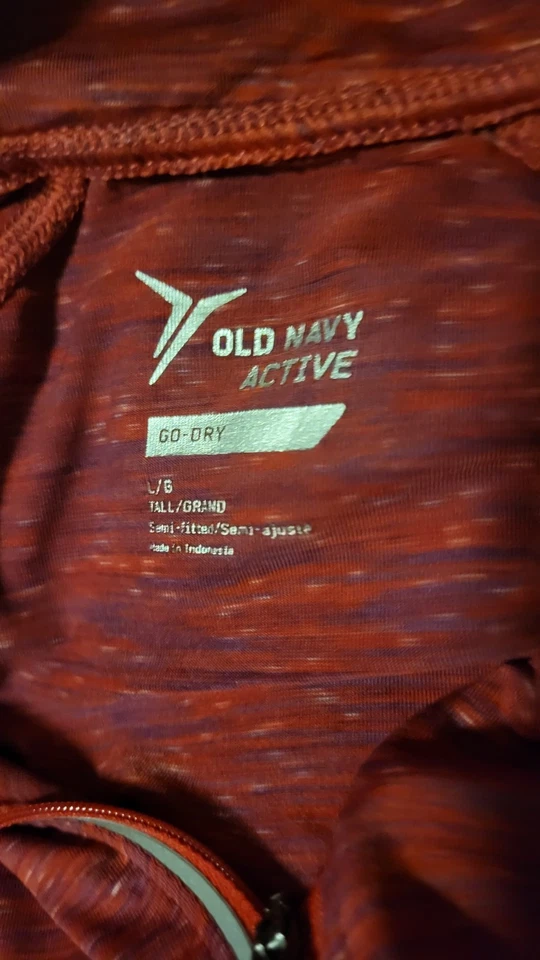 OLD NAVY
ACTIVE
GO-DRY
L/G
TALL/GRAND
Semi-fitted/Semi-ajusté
Made in Indonesia